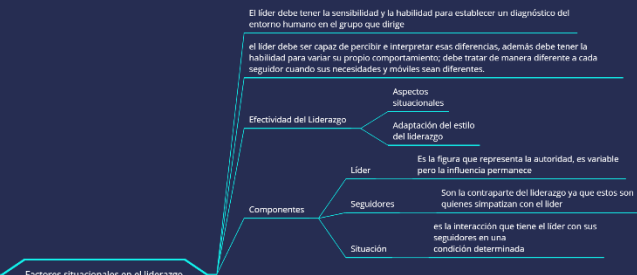 El líder debe tener la sensibilidad y la habilidad para establecer un diagnóstico del
entorno humano en el grupo que dirige
el líder debe ser capaz de percibir e interpretar esas diferencias, además debe tener la
habilidad para variar su propio comportamiento; debe tratar de manera diferente a cada
seguidor cuando sus necesidades y móviles sean diferentes.
Efectividad del Liderazgo
Aspectos
situacionales
Adaptación del estilo
del liderazgo
Componentes
Líder
Es la figura que representa la autoridad, es variable
pero la influencia permanece
Seguidores
Son la contraparte del liderazgo ya que estos son
quienes simpatizan con el lider
Situación
es la interacción que tiene el líder con sus
seguidores en una
condición determinada
Factores situacionales en el liderazgo